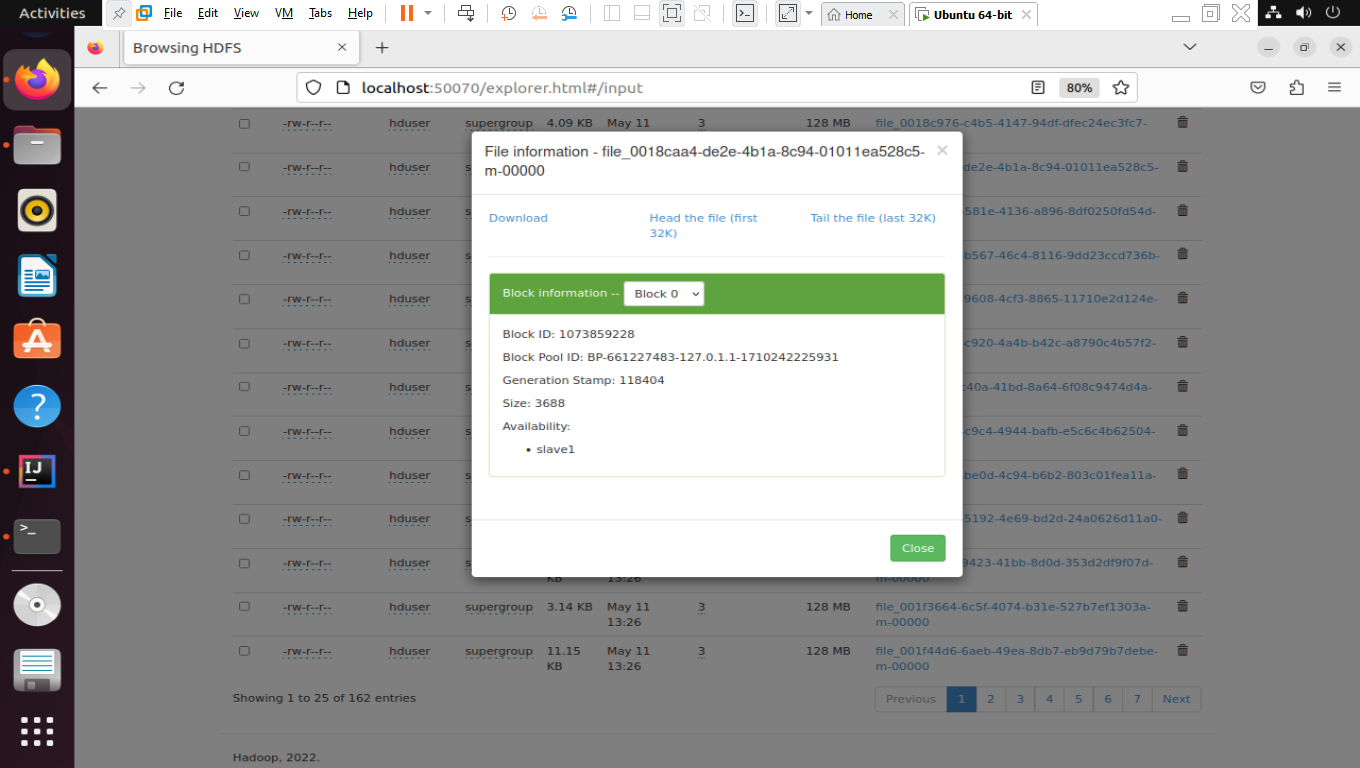 Activities File Edit View VM Tabs Help Home Ubuntu 64-bit
Browsing HDFS
localhost:50070/explorer.html#/input 80%
-rw-r--r-- hduser supergroup 4.09 KB May 11 3 128 MB file_0018c976-c4b5-4147-94df-dfec24ec3fc7-
File information - file_0018caa4-de2e-4b1a-8c94-01011ea528c5-
m-00000
-rw-r--r-- hduser de2e-4b1a-8c94-01011ea528c5-
Download Head the file (first Tail the file (last 32K)
32K)
-rw-r--r-- hduser 581e-4136-a896-8df0250fd54d-
-rw-r--r-- hduser b567-46c4-8116-9dd23ccd736b-
Block information -- Block 0
-rw-r--r-- hduser 9608-4cf3-8865-11710e2d124e-
Block ID: 1073859228
-rw-r--r-- hduser c920-4a4b-b42c-a8790c4b57f2-
Block Pool ID: BP-661227483-127.0.1.1-1710242225931
Generation Stamp: 118404
-rw-r--r-- hduser c40a-41bd-8a64-6f08c9474d4a-
Size: 3688
Availability:
-rw-r--r-- hduser c9c4-4944-bafb-e5c6c4b62504-
• slave1
-rw-r--r-- hduser be0d-4c94-b6b2-803c01fea11a-
-rw-r--r-- hduser 5192-4e69-bd2d-24a0626d11a0-
Close
-rw-r--r-- hduser 9423-41bb-8d0d-353d2df9f07d-
KB 13:26 m-00000
-rw-r--r-- hduser supergroup 3.14 KB May 11 3 128 MB file_001f3664-6c5f-4074-b31e-527b7ef1303a-
13:26 m-00000
-rw-r--r-- hduser supergroup 11.15 May 11 3 128 MB file_001f44d6-6aeb-49ea-8db7-eb9d79b7debe-
KB 13:26 m-00000
Showing 1 to 25 of 162 entries Previous 1 2 3 4 5 6 7 Next
Hadoop, 2022.